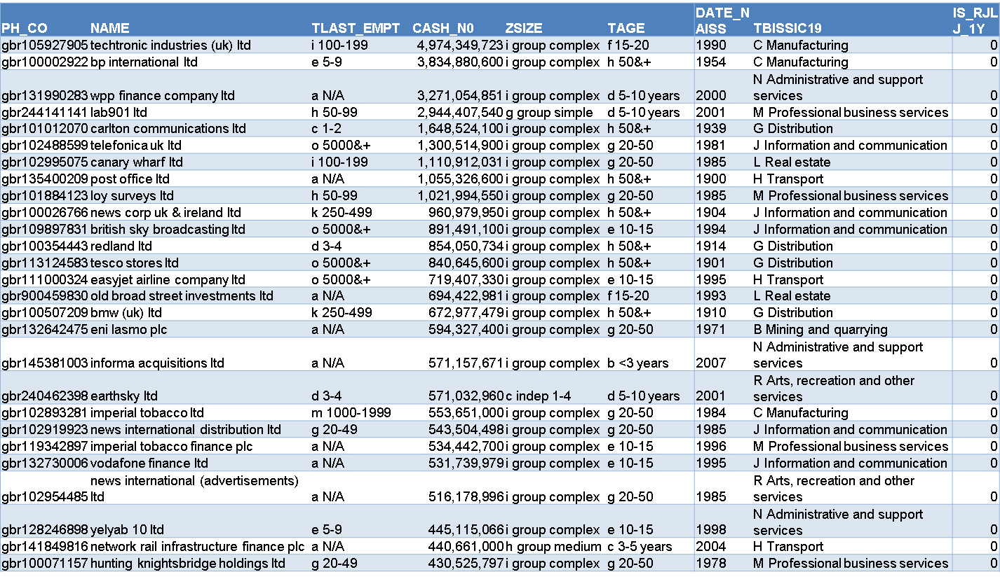 PH_CO NAME TLAST_EMPT CASH_N0 ZSIZE TAGE DATE_N AISS TBISSIC19 IS_RJL J_1Y
gbr105927905 techtronic industries (uk) ltd i 100-199 4,974,349,723 i group complex f 15-20 1990 C Manufacturing 0
gbr100002922 bp international ltd e 5-9 3,834,880,600 i group complex h 50&+ 1954 C Manufacturing 0
gbr131990283 wpp finance company ltd a N/A 3,271,054,851 i group complex d 5-10 years 2000 N Administrative and support services 0
gbr244141141 lab901 ltd h 50-99 2,944,407,540 g group simple d 5-10 years 2001 M Professional business services 0
gbr101012070 carlton communications ltd c 1-2 1,648,524,100 i group complex h 50&+ 1939 G Distribution 0
gbr102488599 telefonica uk ltd o 5000&+ 1,300,514,900 i group complex g 20-50 1981 J Information and communication 0
gbr102995075 canary wharf ltd i 100-199 1,110,912,031 i group complex g 20-50 1985 L Real estate 0
gbr135400209 post office ltd a N/A 1,055,326,600 i group complex h 50&+ 1900 H Transport 0
gbr101884123 loy surveys ltd h 50-99 1,021,994,550 i group complex g 20-50 1985 M Professional business services 0
gbr100026766 news corp uk & ireland ltd k 250-499 960,979,950 i group complex h 50&+ 1904 J Information and communication 0
gbr109897831 british sky broadcasting ltd o 5000&+ 891,491,100 i group complex e 10-15 1994 J Information and communication 0
gbr100354443 redland ltd d 3-4 854,050,734 i group complex h 50&+ 1914 G Distribution 0
gbr113124583 tesco stores ltd o 5000&+ 840,645,600 i group complex h 50&+ 1901 G Distribution 0
gbr111000324 easyjet airline company ltd o 5000&+ 719,407,330 i group complex e 10-15 1995 H Transport 0
gbr900459830 old broad street investments ltd a N/A 694,422,981 i group complex f 15-20 1993 L Real estate 0
gbr100507209 bmw (uk) ltd k 250-499 672,977,479 i group complex h 50&+ 1910 G Distribution 0
gbr132642475 eni lasmo plc a N/A 594,327,400 i group complex g 20-50 1971 B Mining and quarrying 0
gbr145381003 informa acquisitions ltd a N/A 571,157,671 i group complex b <3 years 2007 N Administrative and support services 0
gbr240462398 earthsky ltd d 3-4 571,032,960 c indep 1-4 d 5-10 years 2001 R Arts, recreation and other services 0
gbr102893281 imperial tobacco ltd m 1000-1999 553,651,000 i group complex g 20-50 1984 C Manufacturing 0
gbr102919923 news international distribution ltd g 20-49 543,504,498 i group complex g 20-50 1985 J Information and communication 0
gbr119342897 imperial tobacco finance plc a N/A 534,442,700 i group complex e 10-15 1996 M Professional business services 0
gbr132730006 vodafone finance ltd a N/A 531,739,979 i group complex e 10-15 1995 J Information and communication 0
gbr102954485 news international (advertisements) ltd a N/A 516,178,996 i group complex g 20-50 1985 R Arts, recreation and other services 0
gbr128246898 yelyab 10 ltd e 5-9 445,115,066 i group complex e 10-15 1998 N Administrative and support services 0
gbr141849816 network rail infrastructure finance plc a N/A 440,661,000 h group medium c 3-5 years 2004 H Transport 0
gbr100071157 hunting knightsbridge holdings ltd g 20-49 430,525,797 i group complex g 20-50 1978 M Professional business services 0